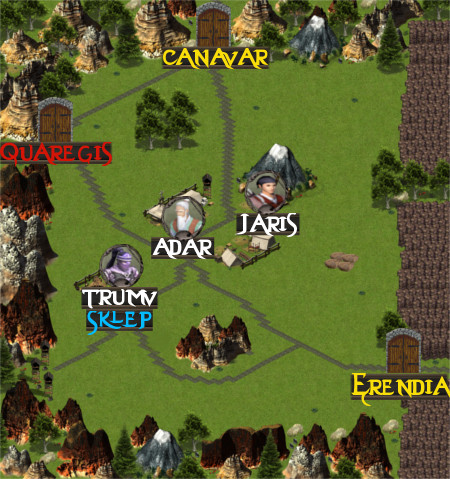 CANAVAR
QUAREGIS
JARIS
ADAR
TRUMV
SKLEP
ERENDIA